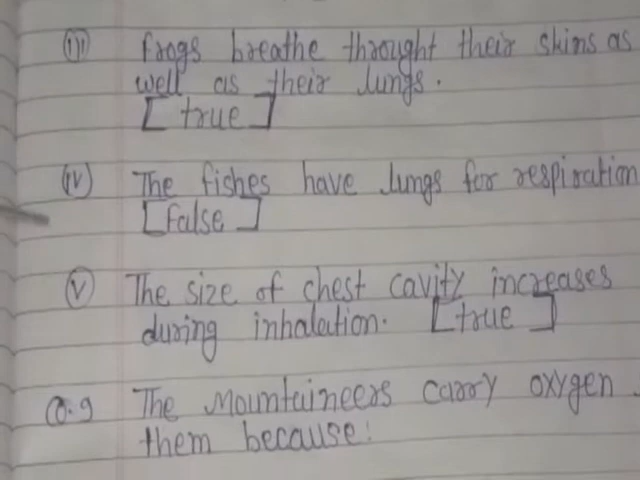 (iii) frogs breathe throught their skins as
well as their lungs.
[true]
(iv) The fishes have lungs for respiration
[False]
(v) The size of chest cavity increases
during inhalation. [true]
Q.9 The Mountaineers carry oxygen
them because: